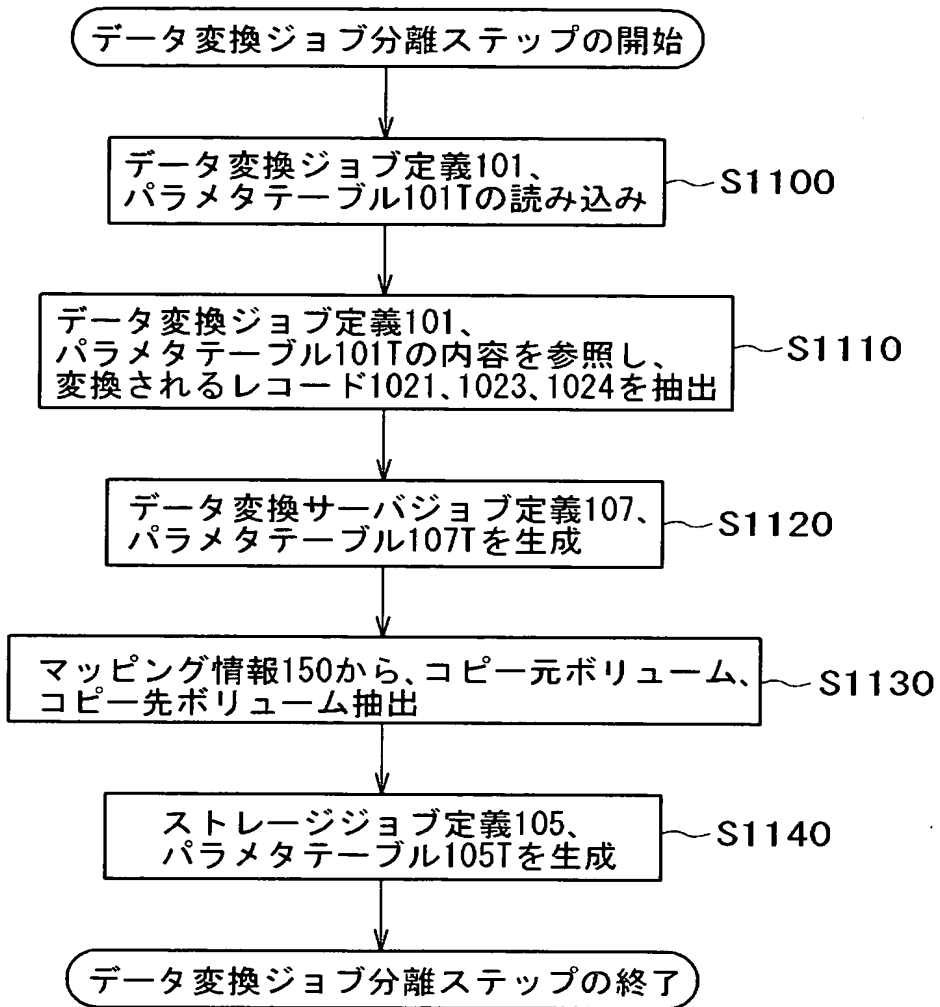 データ変換ジョブ分離ステップの開始
データ変換ジョブ定義101、
パラメタテーブル101Tの読み込み
S1100
データ変換ジョブ定義101、
パラメタテーブル101Tの内容を参照し、
変換されるレコード1021、1023、1024を抽出
S1110
データ変換サーバジョブ定義107、
パラメタテーブル107Tを生成
S1120
マッピング情報150から、コピー元ボリューム、
コピー先ボリューム抽出
S1130
ストレージジョブ定義105、
パラメタテーブル105Tを生成
S1140
データ変換ジョブ分離ステップの終了